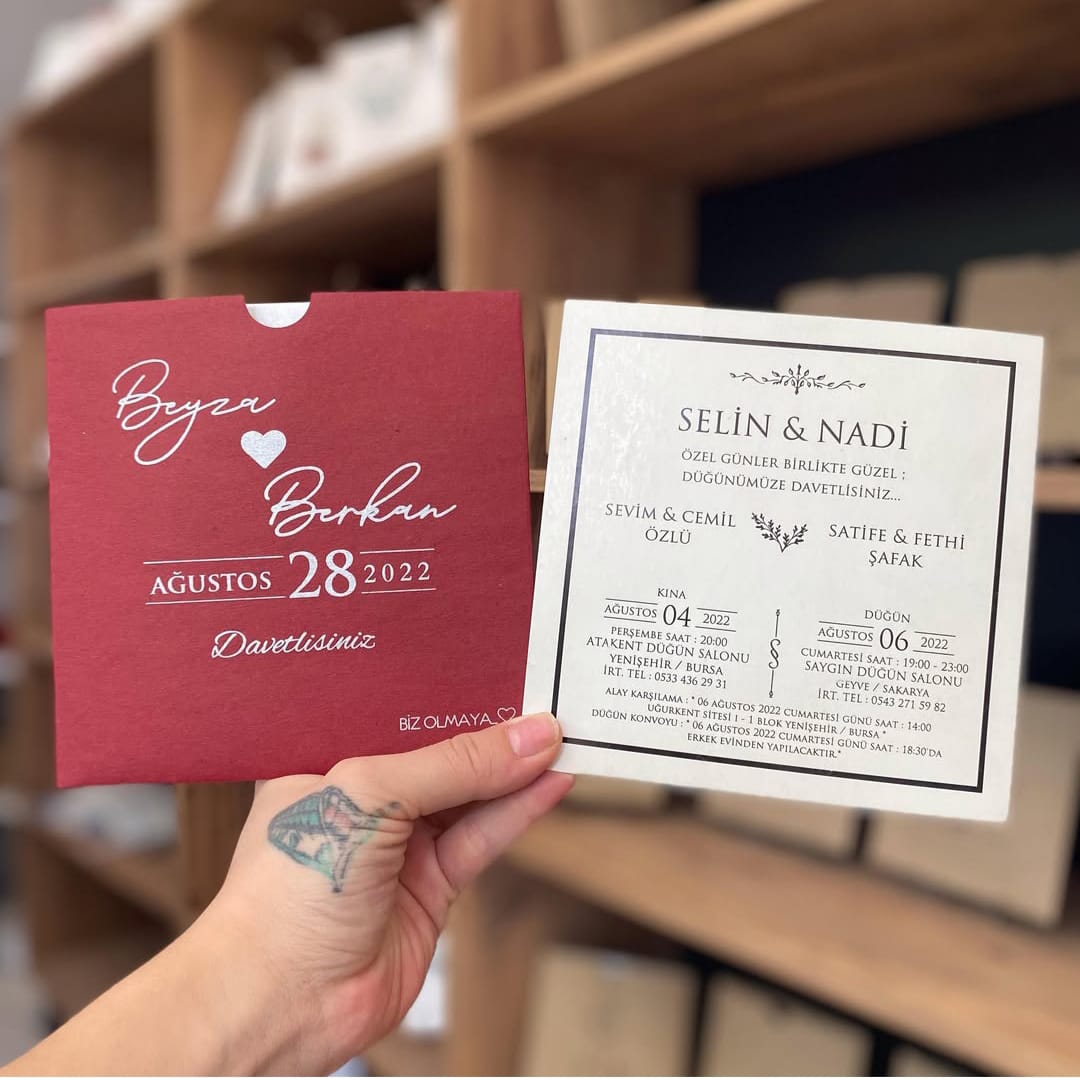 Beyza
Berkan
AĞUSTOS 28 2022
Davetlisiniz
BİZ OLMAYA
SELİN & NADİ
ÖZEL GÜNLER BİRLİKTE GÜZEL ;
DÜĞÜNÜMÜZE DAVETLİSİNİZ...
SEVİM & CEMİL
ÖZLÜ
SATİFE & FETHİ
ŞAFAK
KINA
AĞUSTOS 04 2022
PERŞEMBE SAAT : 20:00
ATAKENT DÜĞÜN SALONU
YENİŞEHİR / BURSA
İRT. TEL : 0533 436 29 31
DÜĞÜN
AĞUSTOS 06 2022
CUMARTESİ SAAT : 19:00 - 23:00
SAYGIN DÜĞÜN SALONU
GEYVE / SAKARYA
İRT. TEL : 0543 271 59 82
ALAY KARŞILAMA : * 06 AĞUSTOS 2022 CUMARTESİ GÜNÜ SAAT : 14:00
UĞURKENT SİTESİ 1 - 1 BLOK YENİŞEHİR / BURSA *
DÜĞÜN KONVOYU : * 06 AĞUSTOS 2022 CUMARTESİ GÜNÜ SAAT : 18:30'DA
ERKEK EVİNDEN YAPILACAKTIR.*